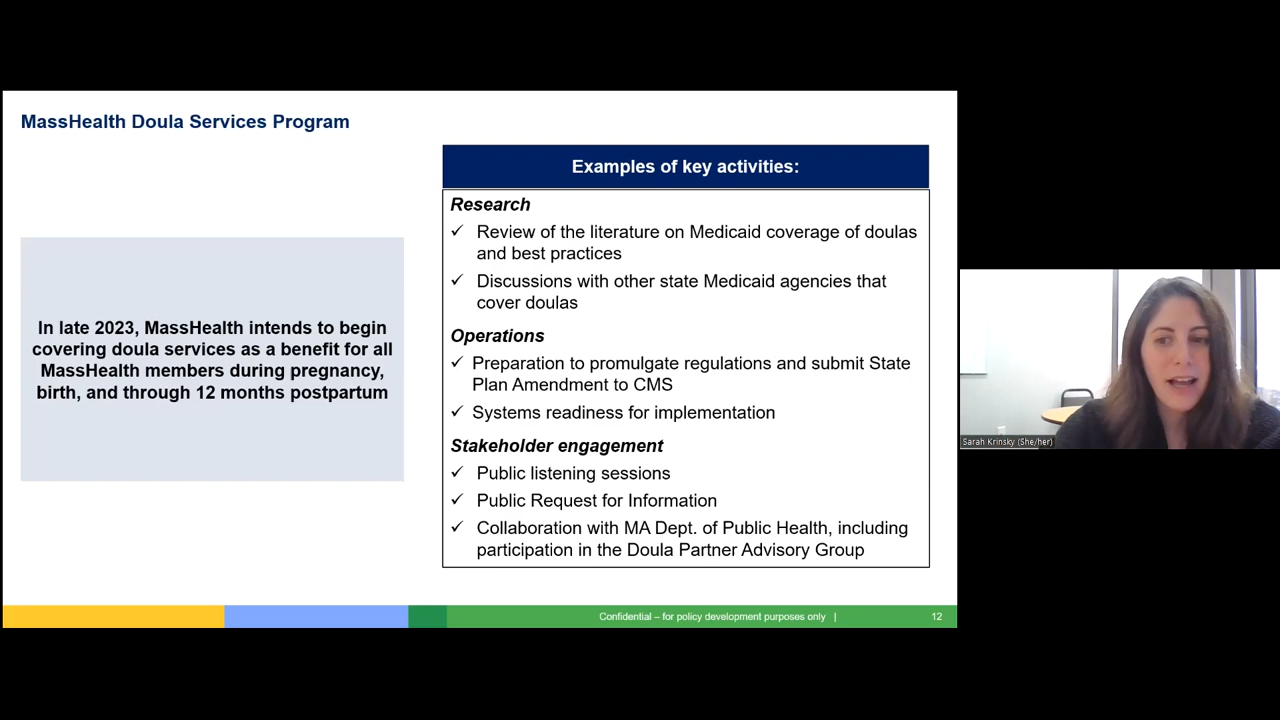 MassHealth Doula Services Program
In late 2023, MassHealth intends to begin
covering doula services as a benefit for all
MassHealth members during pregnancy,
birth, and through 12 months postpartum
Examples of key activities:
Research
✓ Review of the literature on Medicaid coverage of doulas
and best practices
✓ Discussions with other state Medicaid agencies that
cover doulas
Operations
✓ Preparation to promulgate regulations and submit State
Plan Amendment to CMS
✓ Systems readiness for implementation
Stakeholder engagement
✓ Public listening sessions
✓ Public Request for Information
✓ Collaboration with MA Dept. of Public Health, including
participation in the Doula Partner Advisory Group
Confidential – for policy development purposes only |
12
Sarah Krinsky (She/her)